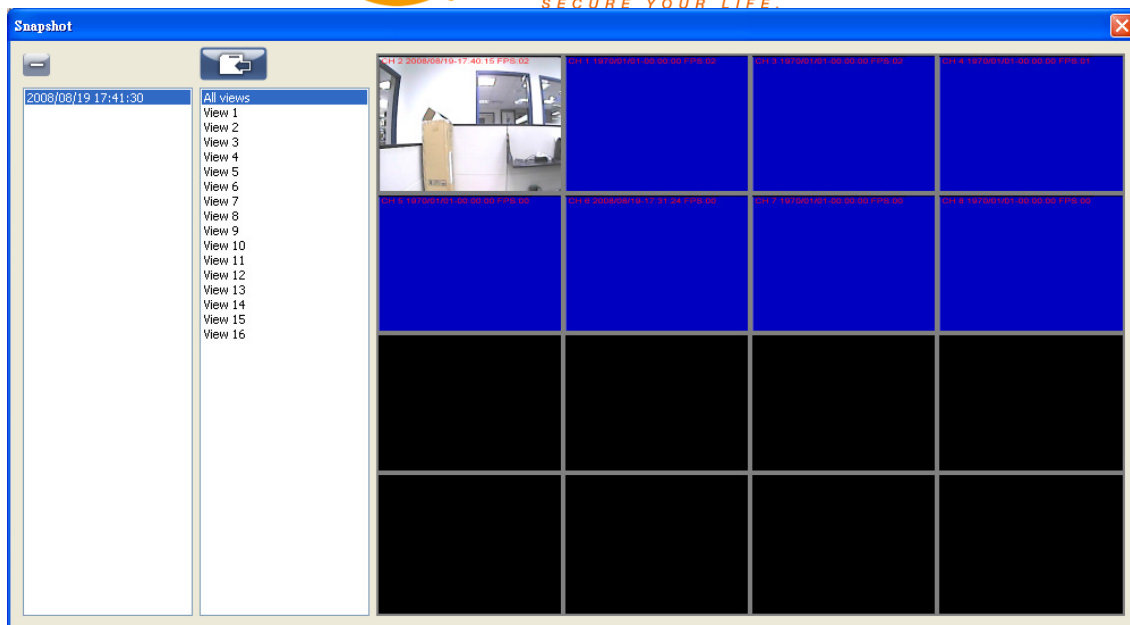 SECURE YOUR LIFE.
Snapshot
2008/08/19 17:41:30
All views
View 1
View 2
View 3
View 4
View 5
View 6
View 7
View 8
View 9
View 10
View 11
View 12
View 13
View 14
View 15
View 16
CH 2 2008/08/19-17:40:15 FPS:02
CH 1 1970/01/01-00:00:00 FPS:02
CH 3 1970/01/01-00:00:00 FPS:02
CH 4 1970/01/01-00:00:00 FPS:01
CH 5 1970/01/01-00:00:00 FPS:00
CH 6 2008/08/19-17:31:24 FPS:00
CH 7 1970/01/01-00:00:00 FPS:00
CH 8 1970/01/01-00:00:00 FPS:00